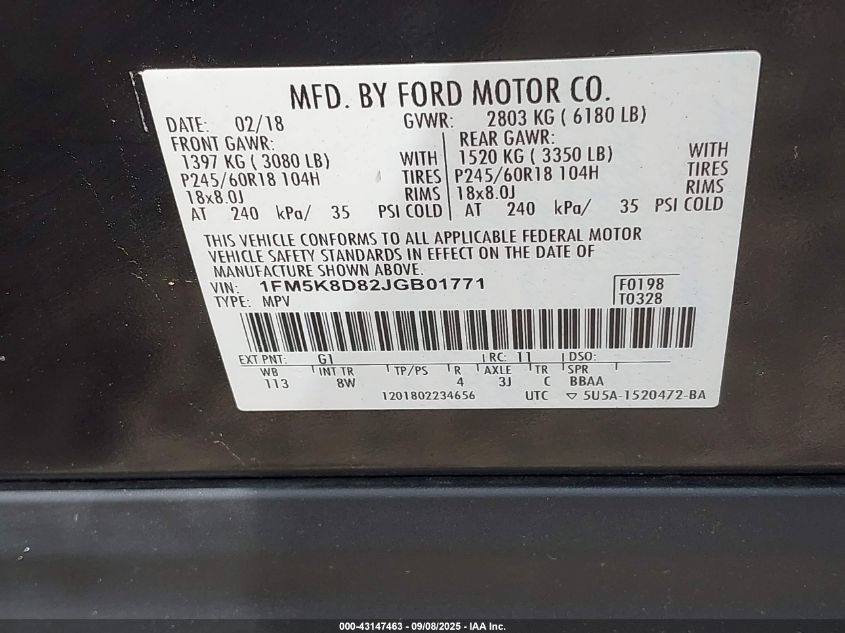 MFD. BY FORD MOTOR CO.
DATE: 02/18 GVWR: 2803 KG ( 6180 LB)
FRONT GAWR: REAR GAWR:
1397 KG ( 3080 LB) WITH 1520 KG ( 3350 LB) WITH
P245/60R18 104H TIRES P245/60R18 104H TIRES
18x8.0J RIMS 18x8.0J RIMS
AT 240 kPa/ 35 PSI COLD AT 240 kPa/ 35 PSI COLD
THIS VEHICLE CONFORMS TO ALL APPLICABLE FEDERAL MOTOR
VEHICLE SAFETY STANDARDS IN EFFECT ON THE DATE OF
MANUFACTURE SHOWN ABOVE.
VIN: 1FM5K8D82JGB01771 F0198
TYPE: MPV T0328
EXT PNT: G1 RC: 11 DSO:
WB INT TR TP/PS R AXLE TR SPR
113 8W 4 3J C BBAA
1201802234656 UTC ▽ 5U5A-1520472-BA
000-43147463 - 09/08/2025 - IAA Inc.